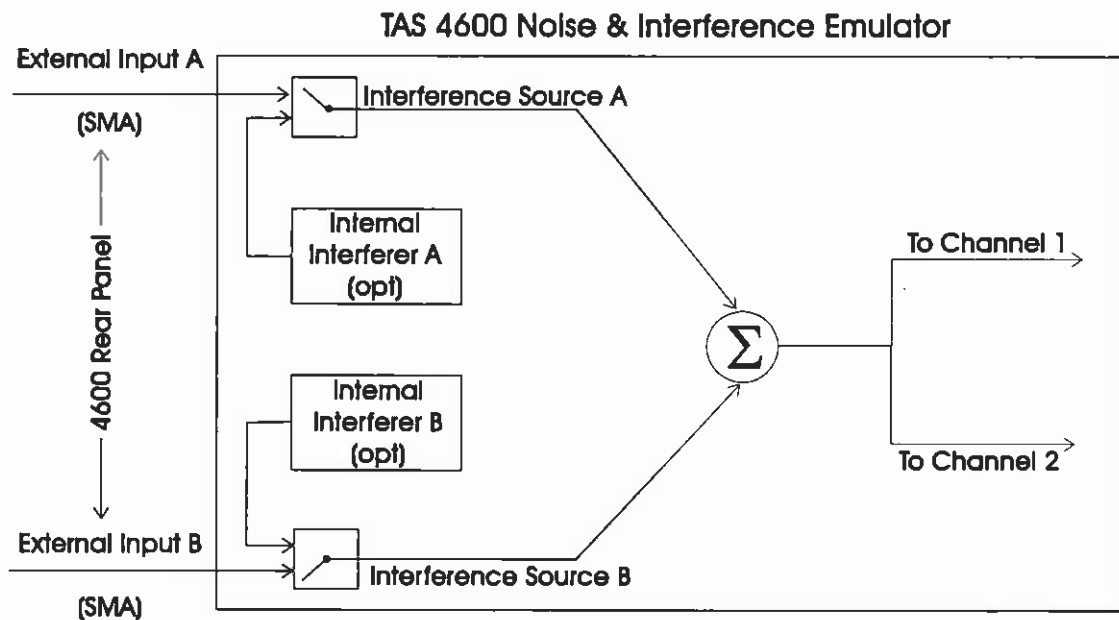 TAS 4600 Noise & Interference Emulator
External Input A
(SMA)
Interference Source A
Internal
Interferer A
(opt)
4600 Rear Panel
To Channel 1
Σ
Internal
Interferer B
(opt)
To Channel 2
External Input B
(SMA)
Interference Source B